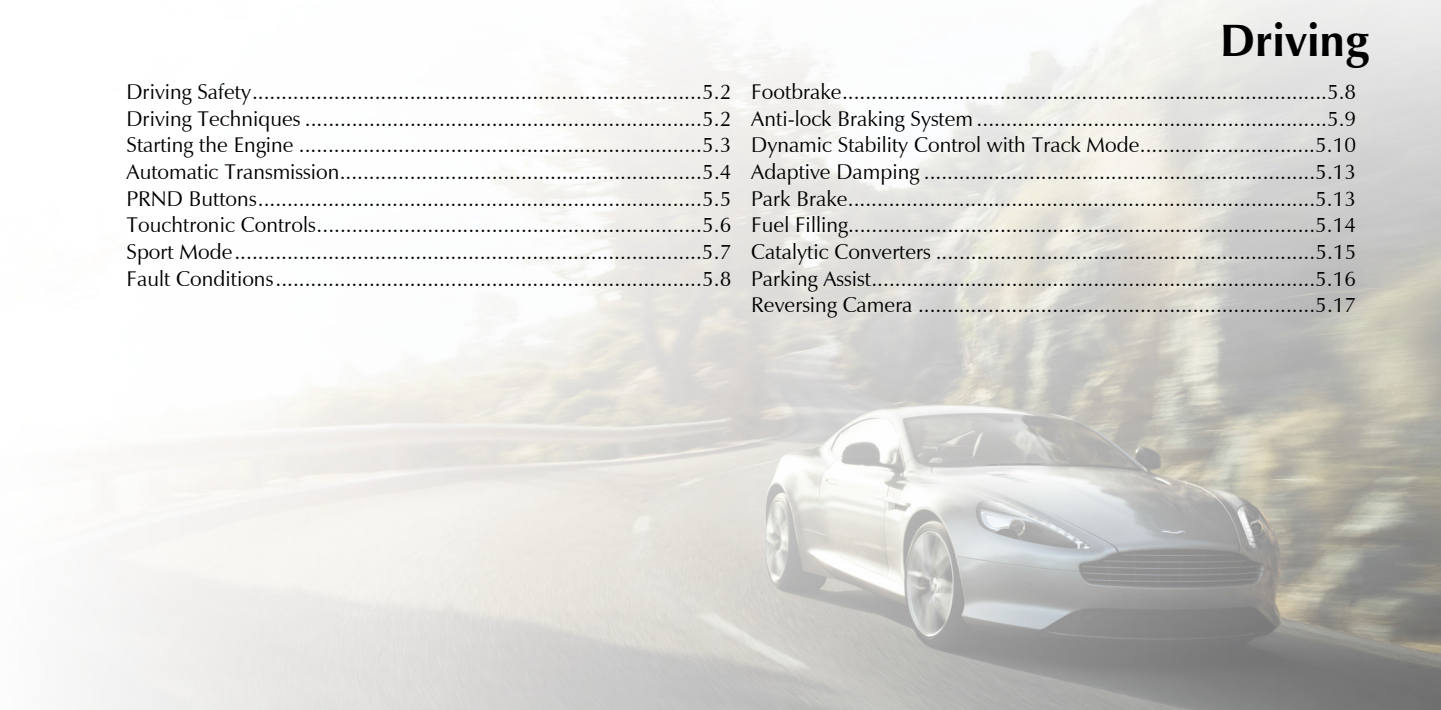 Driving
Driving Safety..............................................................................5.2
Driving Techniques ....................................................................5.2
Starting the Engine .....................................................................5.3
Automatic Transmission..............................................................5.4
PRND Buttons............................................................................5.5
Touchtronic Controls..................................................................5.6
Sport Mode................................................................................5.7
Fault Conditions.........................................................................5.8
Footbrake...................................................................................5.8
Anti-lock Braking System............................................................5.9
Dynamic Stability Control with Track Mode..............................5.10
Adaptive Damping ...................................................................5.13
Park Brake................................................................................5.13
Fuel Filling................................................................................5.14
Catalytic Converters .................................................................5.15
Parking Assist............................................................................5.16
Reversing Camera ....................................................................5.17